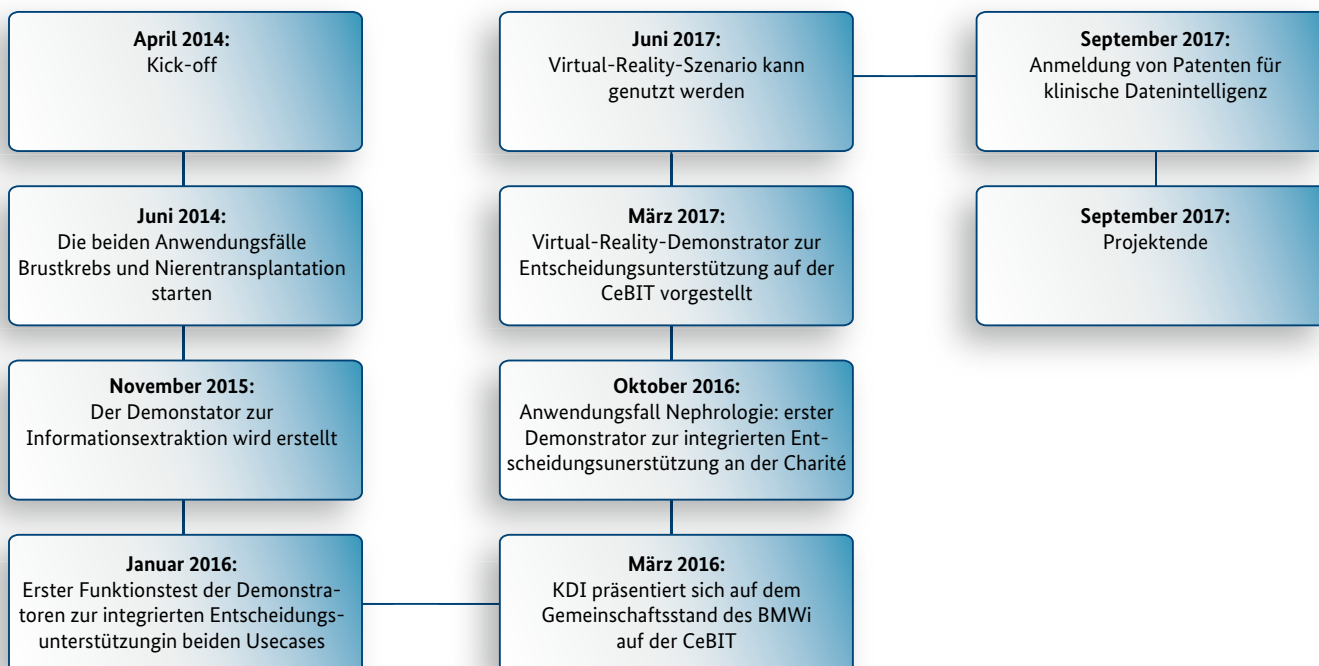 April 2014:
Kick-off
Juni 2014:
Die beiden Anwendungsfälle
Brustkrebs und Nierentransplantation
starten
November 2015:
Der Demonstator zur
Informationsextraktion wird erstellt
Januar 2016:
Erster Funktionstest der Demonstra-
toren zur integrierten Entscheidungs-
unterstützungin beiden Usecases
März 2016:
KDI präsentiert sich auf dem
Gemeinschaftsstand des BMWi
auf der CeBIT
Oktober 2016:
Anwendungsfall Nephrologie: erster
Demonstrator zur integrierten Ent-
scheidungsunerstützung an der Charité
März 2017:
Virtual-Reality-Demonstrator zur
Entscheidungsunterstützung auf der
CeBIT vorgestellt
Juni 2017:
Virtual-Reality-Szenario kann
genutzt werden
September 2017:
Anmeldung von Patenten für
klinische Datenintelligenz
September 2017:
Projektende